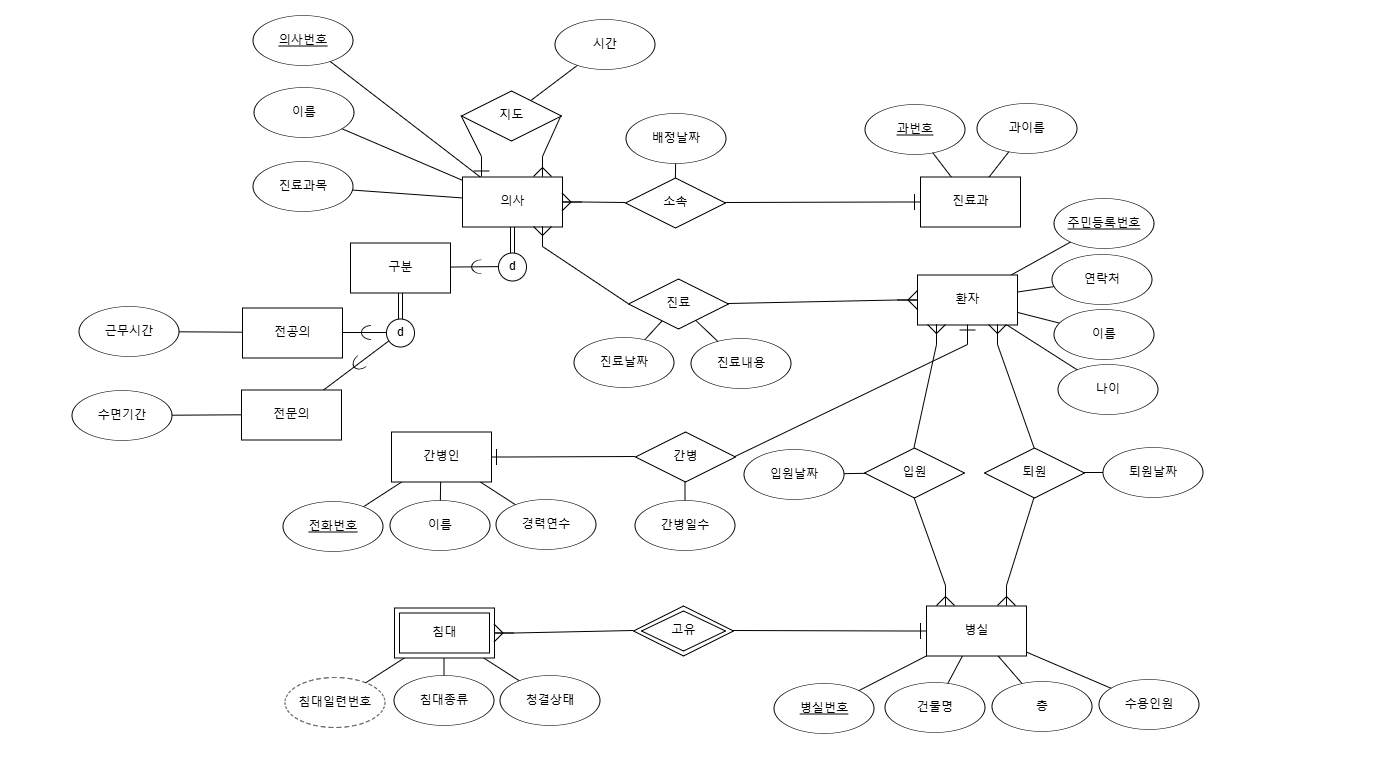 의사번호
시간
이름
지도
배정날짜
과번호
과이름
진료과목
의사
소속
진료과
주민등록번호
구분
d
연락처
환자
진료
이름
근무시간
전공의
d
진료날짜
진료내용
나이
수면기간
전문의
간병인
간병
입원날짜
입원
퇴원
퇴원날짜
전화번호
이름
경력연수
간병일수
침대
고유
병실
침대일련번호
침대종류
청결상태
병실번호
건물명
층
수용인원